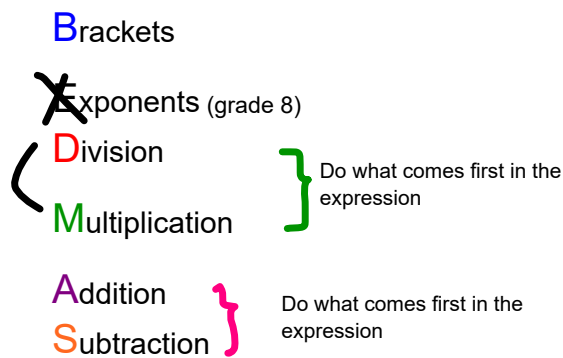 Brackets
Exponents (grade 8)
Division
Do what comes first in the
expression
Multiplication
Addition
Do what comes first in the
expression
Subtraction